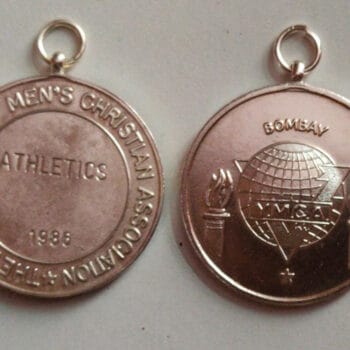 MEN'S CHRISTIAN ASSOCIATION ★ THE
ATHLETICS
1986
BOMBAY
YMCA